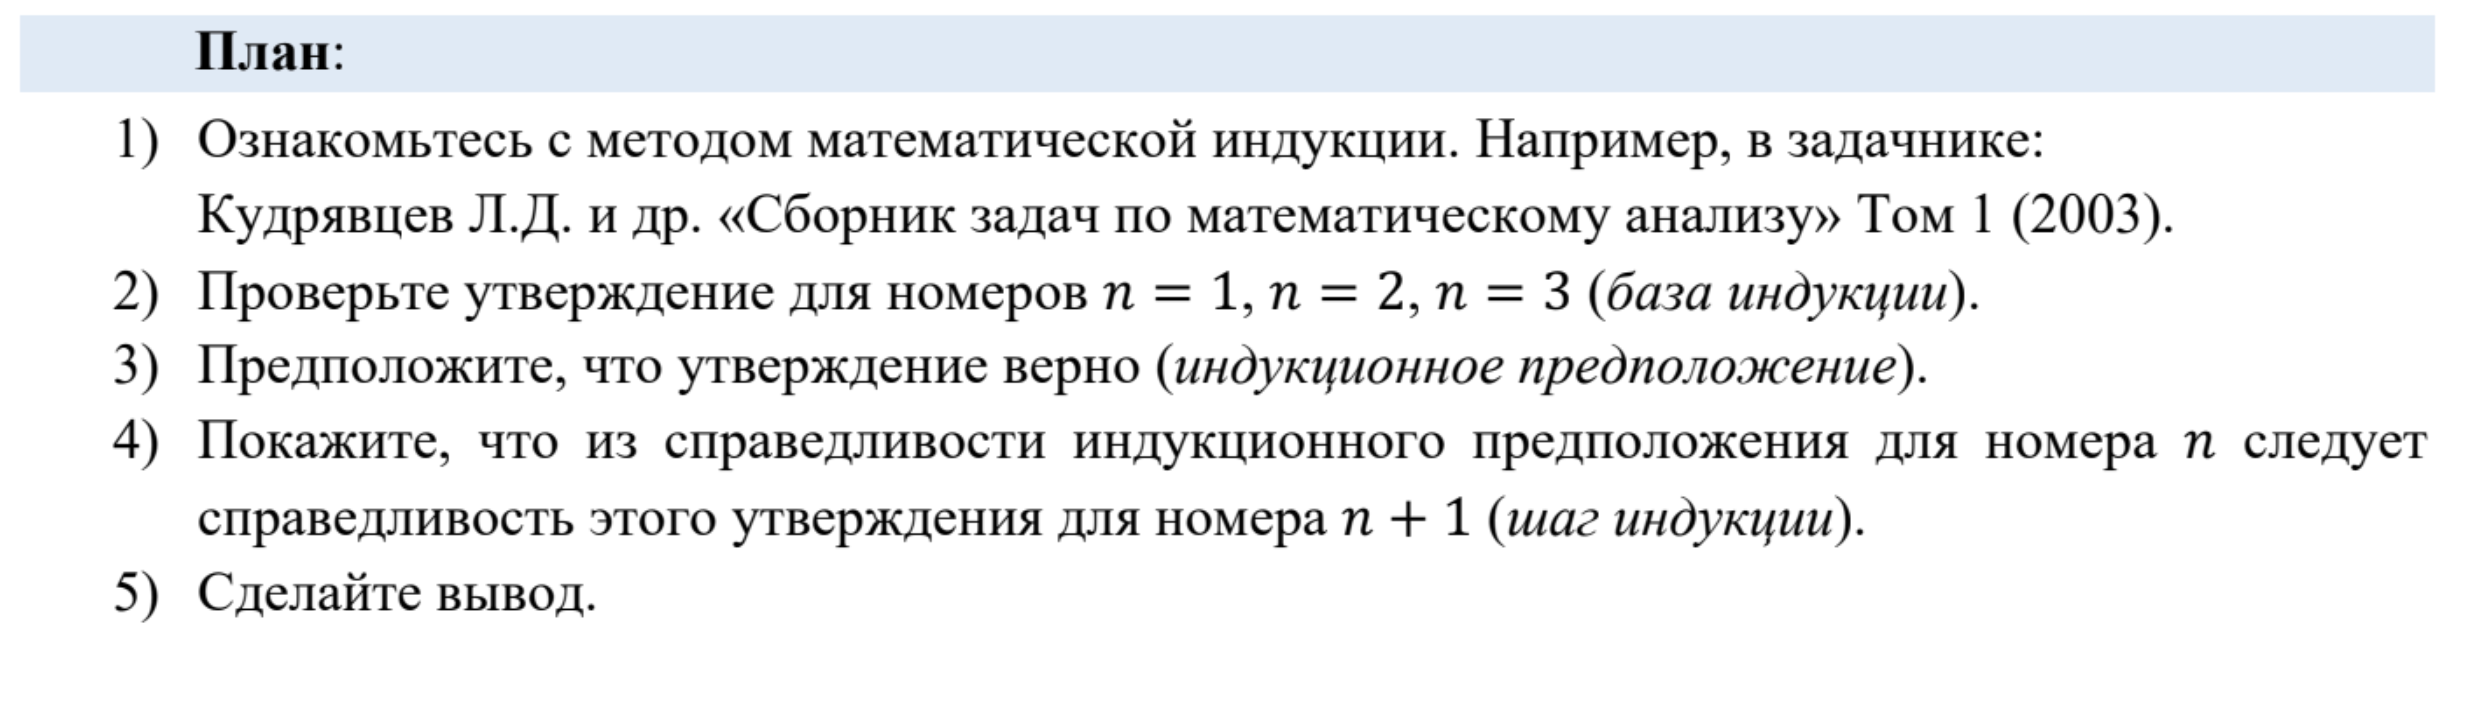 План:
1) Ознакомьтесь с методом математической индукции. Например, в задачнике:
Кудрявцев Л.Д. и др. «Сборник задач по математическому анализу» Том 1 (2003).
2) Проверьте утверждение для номеров n = 1, n = 2, n = 3 (база индукции).
3) Предположите, что утверждение верно (индукционное предположение).
4) Покажите, что из справедливости индукционного предположения для номера n следует
справедливость этого утверждения для номера n + 1 (шаг индукции).
5) Сделайте вывод.